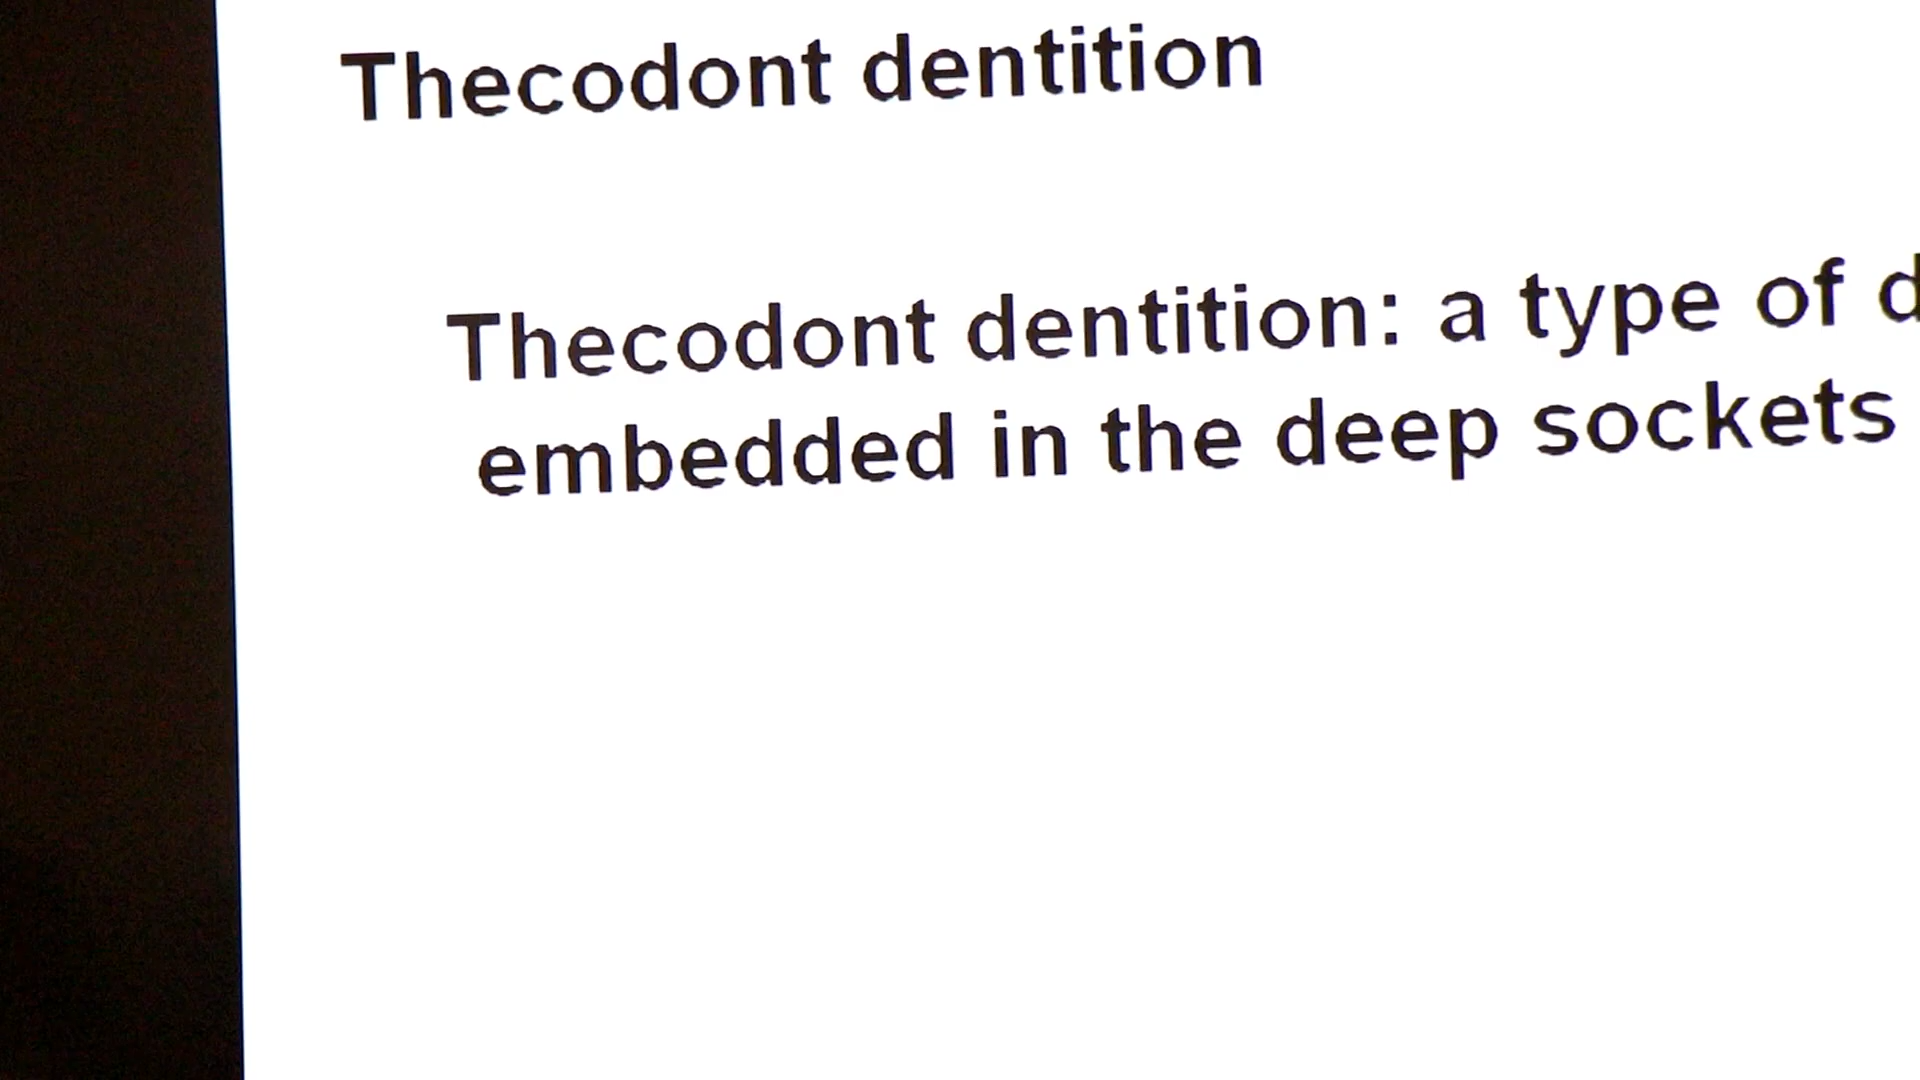 Thecodont dentition
Thecodont dentition: a type of d
embedded in the deep sockets